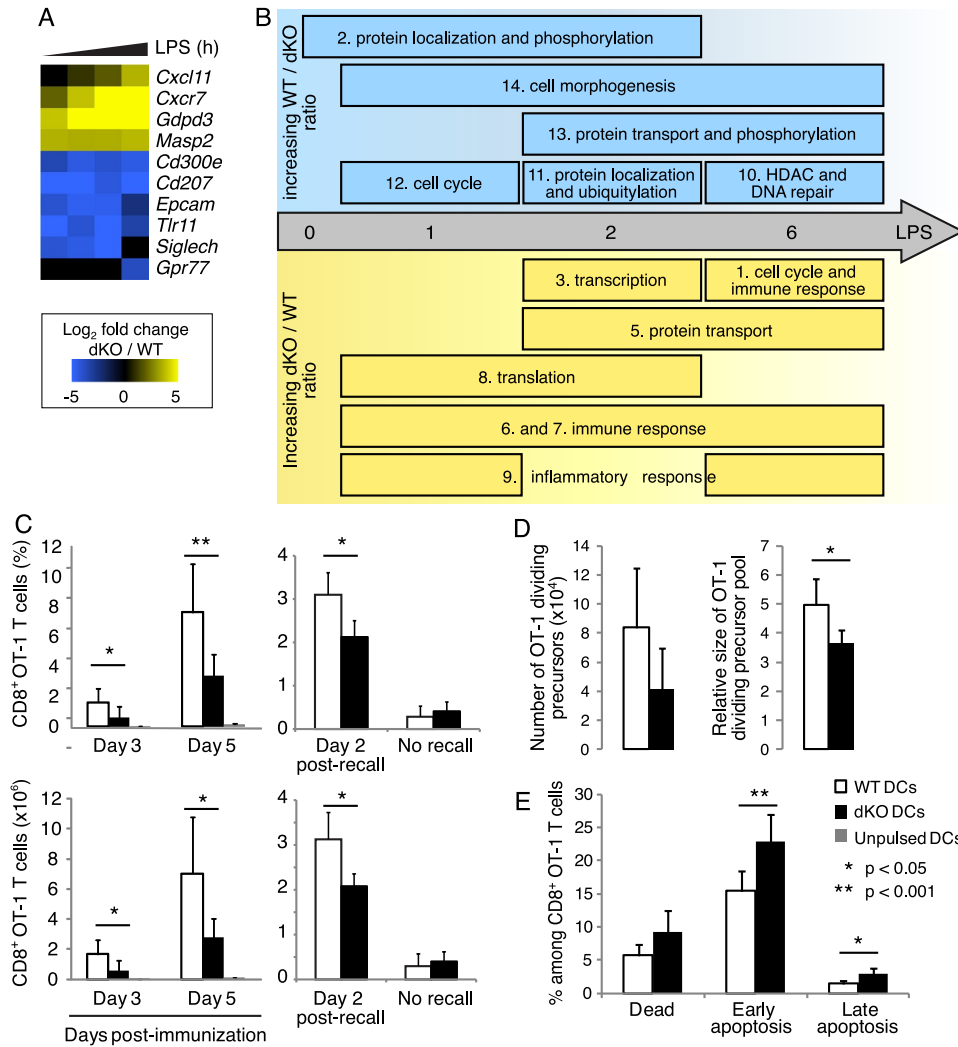 A
LPS (h)
Cxcl11
Cxcr7
Gdpd3
Masp2
Cd300e
Cd207
Epcam
Tlr11
Siglech
Gpr77
Log2 fold change
dKO / WT
-5 0 5
B
increasing WT / dKO
ratio
2. protein localization and phosphorylation
14. cell morphogenesis
13. protein transport and phosphorylation
12. cell cycle
11. protein localization
and ubiquitylation
10. HDAC and
DNA repair
0 1 2 6 LPS
Increasing dKO / WT
ratio
3. transcription
1. cell cycle and
immune response
5. protein transport
8. translation
6. and 7. immune response
9. inflammatory response
C
CD8+ OT-1 T cells (%)
12
10
8
6
4
2
0
-
*
**
Day 3 Day 5
4
3
2
1
0
*
Day 2
post-recall
No recall
CD8+ OT-1 T cells (x10⁶)
12
10
8
6
4
2
0
*
*
Day 3 Day 5
Days post-immunization
4
3
2
1
0
*
Day 2
post-recall
No recall
D
Number of OT-1 dividing
precursors (x10⁴)
14
12
10
8
6
4
2
0
Relative size of OT-1
dividing precursor pool
7
6
5
4
3
2
1
0
*
E
% among CD8+ OT-1 T cells
30
25
20
15
10
5
0
**
*
Dead
Early
apoptosis
Late
apoptosis
WT DCs
dKO DCs
Unpulsed DCs
* p < 0.05
** p < 0.001